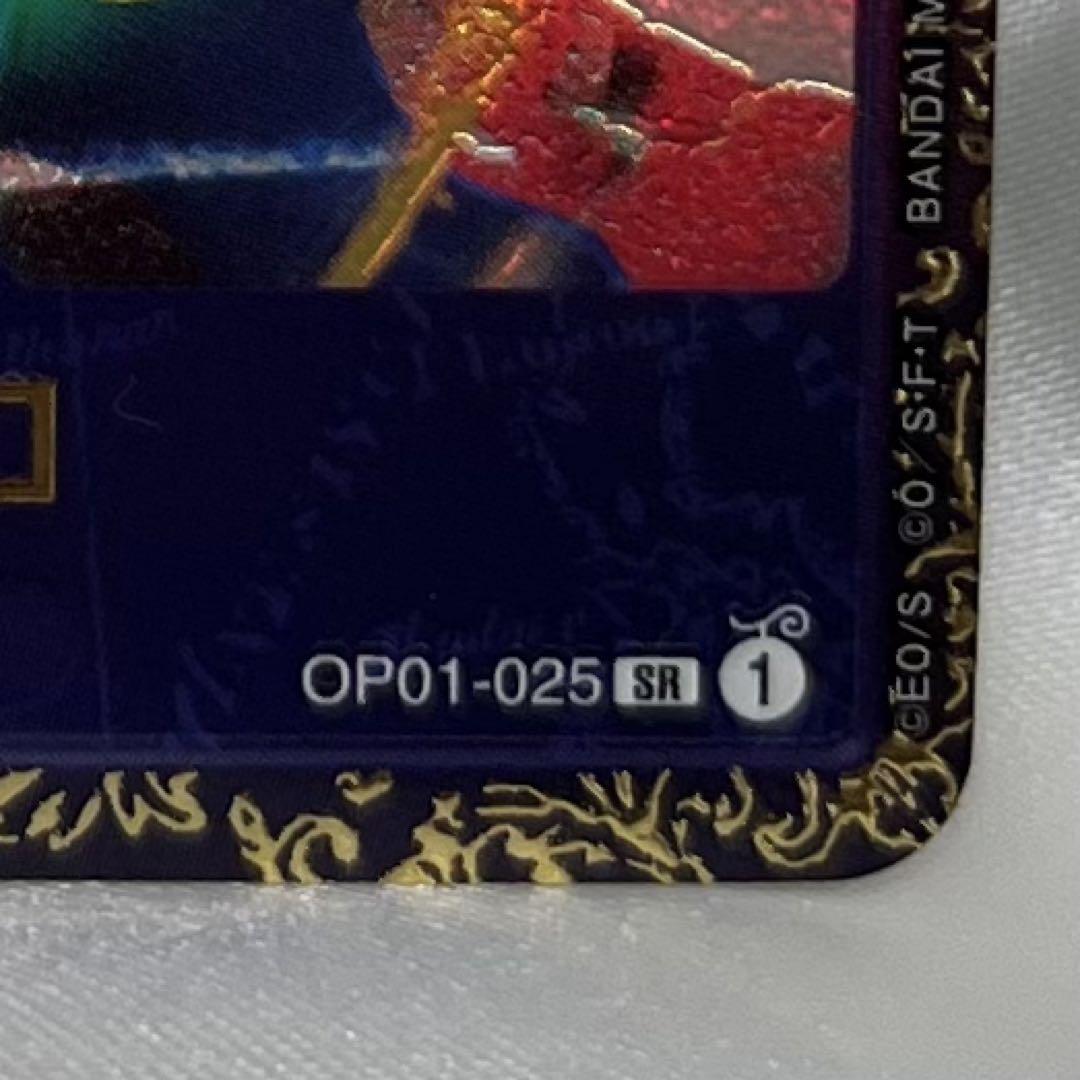 OP01-025 SR 1
©EO/S ©O/S·F·T BANDAI M